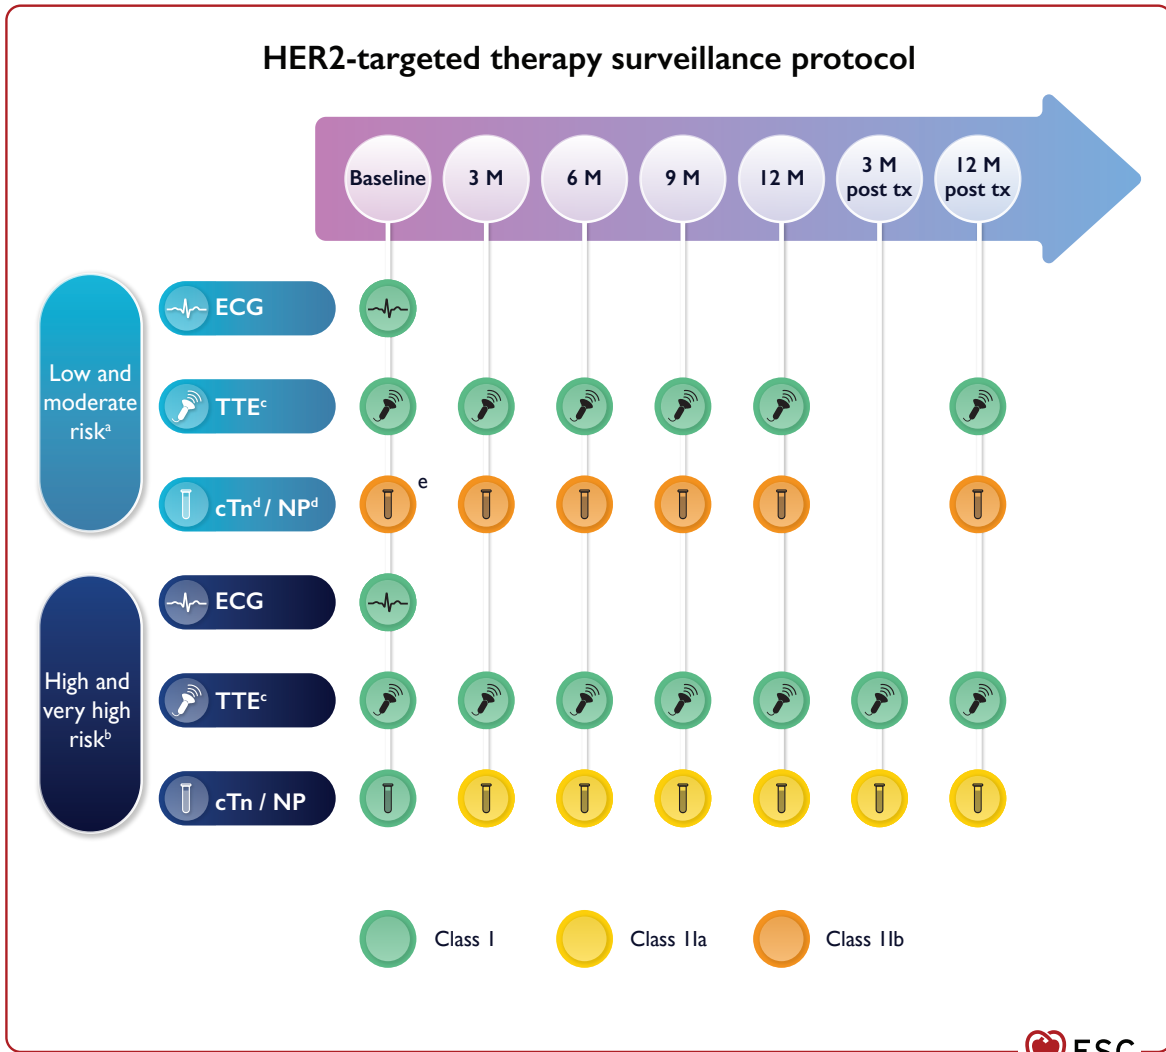 HER2-targeted therapy surveillance protocol
Baseline
3 M
6 M
9 M
12 M
3 M
post tx
12 M
post tx
Low and
moderate
riskᵃ
ECG
TTEᶜ
cTnᵈ / NPᵈ
e
High and
very high
riskᵇ
ECG
TTEᶜ
cTn / NP
Class I
Class IIa
Class IIb
ESC